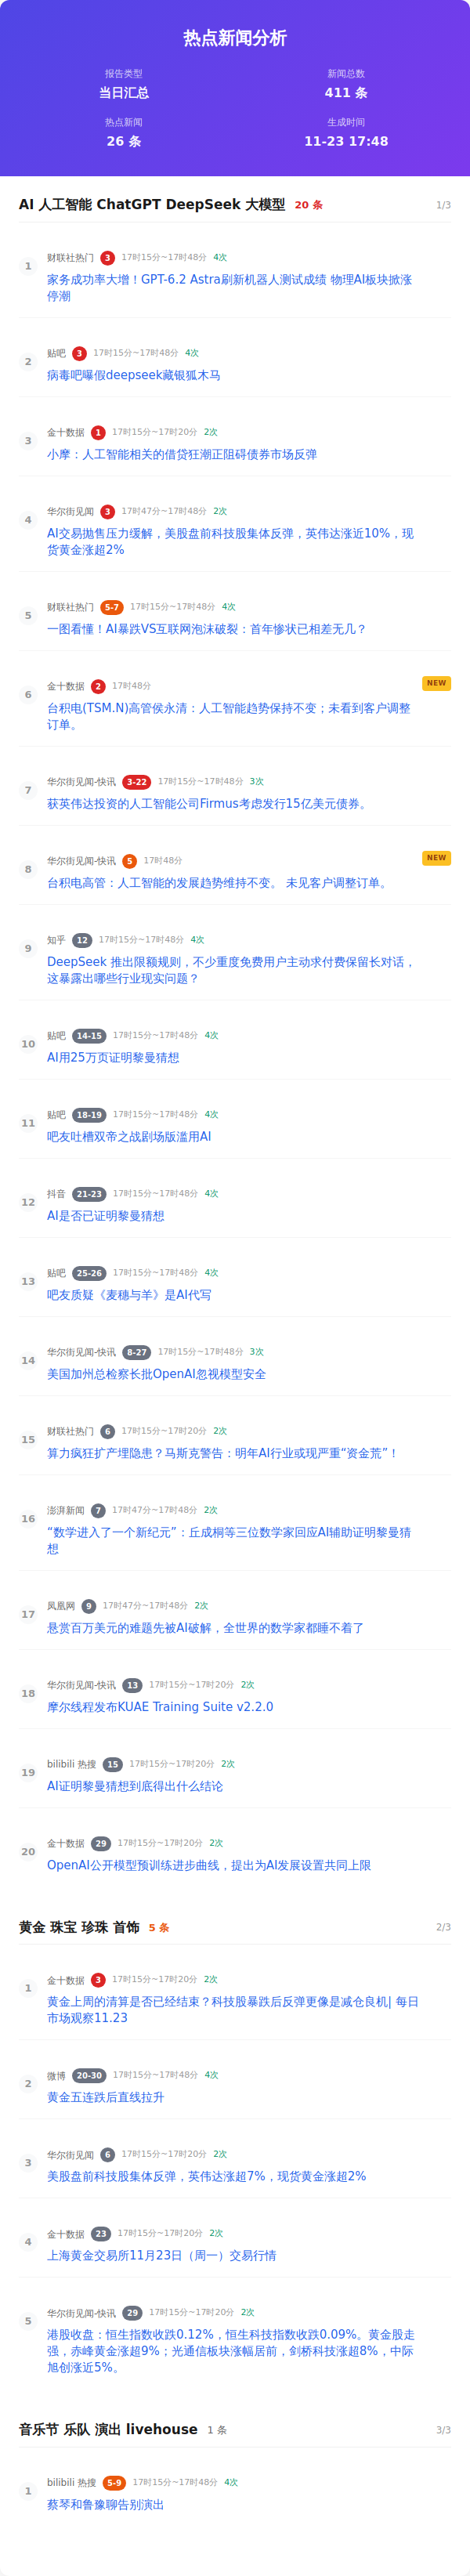 热点新闻分析
报告类型
当日汇总
新闻总数
411 条
热点新闻
26 条
生成时间
11-23 17:48
AI 人工智能 ChatGPT DeepSeek 大模型 20 条 1/3
1
财联社热门 3 17时15分~17时48分 4次
家务成功率大增！GPT-6.2 Astra刷新机器人测试成绩 物理AI板块掀涨
停潮
2
贴吧 3 17时15分~17时48分 4次
病毒吧曝假deepseek藏银狐木马
3
金十数据 1 17时15分~17时20分 2次
小摩：人工智能相关的借贷狂潮正阻碍债券市场反弹
4
华尔街见闻 3 17时47分~17时48分 2次
AI交易抛售压力缓解，美股盘前科技股集体反弹，英伟达涨近10%，现
货黄金涨超2%
5
财联社热门 5-7 17时15分~17时48分 4次
一图看懂！AI暴跌VS互联网泡沫破裂：首年惨状已相差无几？
6
金十数据 2 17时48分
NEW
台积电(TSM.N)高管侯永清：人工智能趋势保持不变；未看到客户调整
订单。
7
华尔街见闻-快讯 3-22 17时15分~17时48分 3次
获英伟达投资的人工智能公司Firmus考虑发行15亿美元债券。
8
华尔街见闻-快讯 5 17时48分
NEW
台积电高管：人工智能的发展趋势维持不变。 未见客户调整订单。
9
知乎 12 17时15分~17时48分 4次
DeepSeek 推出限额规则，不少重度免费用户主动求付费保留长对话，
这暴露出哪些行业现实问题？
10
贴吧 14-15 17时15分~17时48分 4次
AI用25万页证明黎曼猜想
11
贴吧 18-19 17时15分~17时48分 4次
吧友吐槽双帝之战剧场版滥用AI
12
抖音 21-23 17时15分~17时48分 4次
AI是否已证明黎曼猜想
13
贴吧 25-26 17时15分~17时48分 4次
吧友质疑《麦穗与羊》是AI代写
14
华尔街见闻-快讯 8-27 17时15分~17时48分 3次
美国加州总检察长批OpenAI忽视模型安全
15
财联社热门 6 17时15分~17时20分 2次
算力疯狂扩产埋隐患？马斯克警告：明年AI行业或现严重“资金荒”！
16
澎湃新闻 7 17时47分~17时48分 2次
“数学进入了一个新纪元”：丘成桐等三位数学家回应AI辅助证明黎曼猜
想
17
凤凰网 9 17时47分~17时48分 2次
悬赏百万美元的难题先被AI破解，全世界的数学家都睡不着了
18
华尔街见闻-快讯 13 17时15分~17时20分 2次
摩尔线程发布KUAE Training Suite v2.2.0
19
bilibili 热搜 15 17时15分~17时20分 2次
AI证明黎曼猜想到底得出什么结论
20
金十数据 29 17时15分~17时20分 2次
OpenAI公开模型预训练进步曲线，提出为AI发展设置共同上限
黄金 珠宝 珍珠 首饰 5 条 2/3
1
金十数据 3 17时15分~17时20分 2次
黄金上周的清算是否已经结束？科技股暴跌后反弹更像是减仓良机| 每日
市场观察11.23
2
微博 20-30 17时15分~17时48分 4次
黄金五连跌后直线拉升
3
华尔街见闻 6 17时15分~17时20分 2次
美股盘前科技股集体反弹，英伟达涨超7%，现货黄金涨超2%
4
金十数据 23 17时15分~17时20分 2次
上海黄金交易所11月23日（周一）交易行情
5
华尔街见闻-快讯 29 17时15分~17时20分 2次
港股收盘：恒生指数收跌0.12%，恒生科技指数收跌0.09%。黄金股走
强，赤峰黄金涨超9%；光通信板块涨幅居前，剑桥科技涨超8%，中际
旭创涨近5%。
音乐节 乐队 演出 livehouse 1 条 3/3
1
bilibili 热搜 5-9 17时15分~17时48分 4次
蔡琴和鲁豫聊告别演出